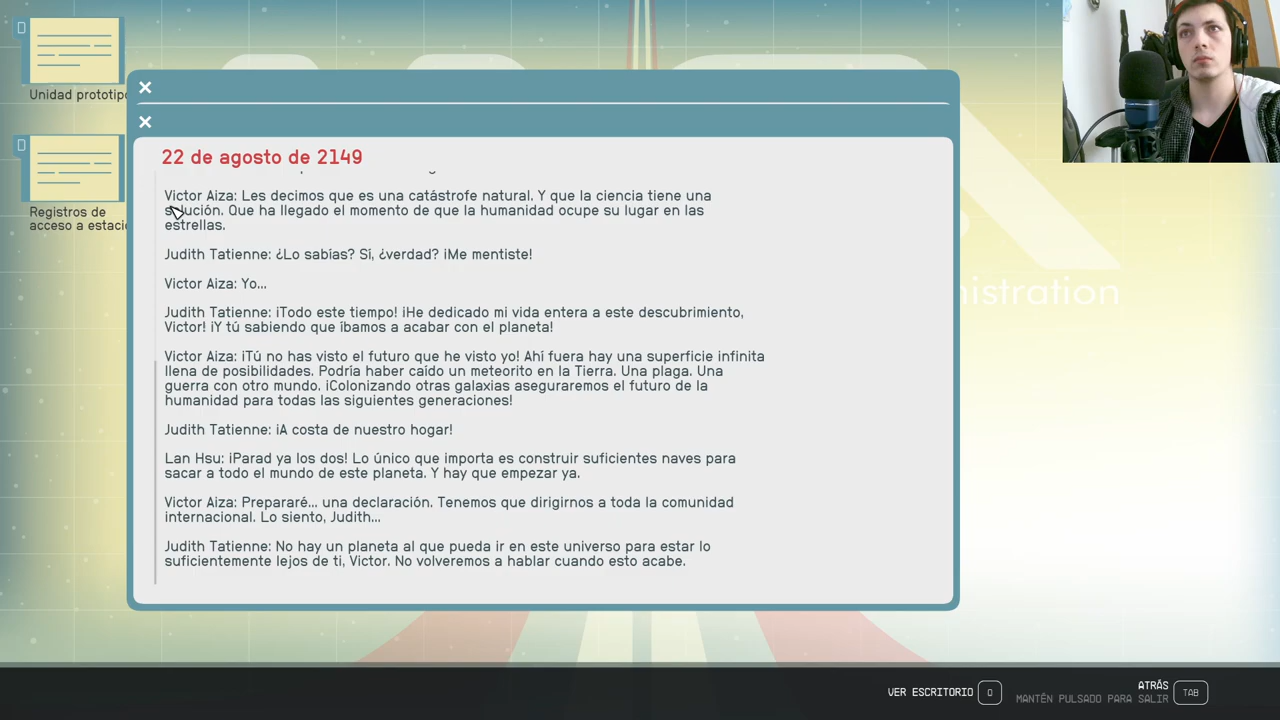 Unidad prototipo
Registros de
acceso a estació
22 de agosto de 2149
Victor Aiza: Les decimos que es una catástrofe natural. Y que la ciencia tiene una
solución. Que ha llegado el momento de que la humanidad ocupe su lugar en las
estrellas.
Judith Tatienne: ¿Lo sabías? Sí, ¿verdad? ¡Me mentiste!
Victor Aiza: Yo...
Judith Tatienne: ¡Todo este tiempo! ¡He dedicado mi vida entera a este descubrimiento,
Victor! ¡Y tú sabiendo que íbamos a acabar con el planeta!
Victor Aiza: ¡Tú no has visto el futuro que he visto yo! Ahí fuera hay una superficie infinita
llena de posibilidades. Podría haber caído un meteorito en la Tierra. Una plaga. Una
guerra con otro mundo. ¡Colonizando otras galaxias aseguraremos el futuro de la
humanidad para todas las siguientes generaciones!
Judith Tatienne: ¡A costa de nuestro hogar!
Lan Hsu: ¡Parad ya los dos! Lo único que importa es construir suficientes naves para
sacar a todo el mundo de este planeta. Y hay que empezar ya.
Victor Aiza: Prepararé... una declaración. Tenemos que dirigirnos a toda la comunidad
internacional. Lo siento, Judith...
Judith Tatienne: No hay un planeta al que pueda ir en este universo para estar lo
suficientemente lejos de ti, Victor. No volveremos a hablar cuando esto acabe.
nistration
VER ESCRITORIO Q
ATRÁS
MANTÉN PULSADO PARA SALIR TAB